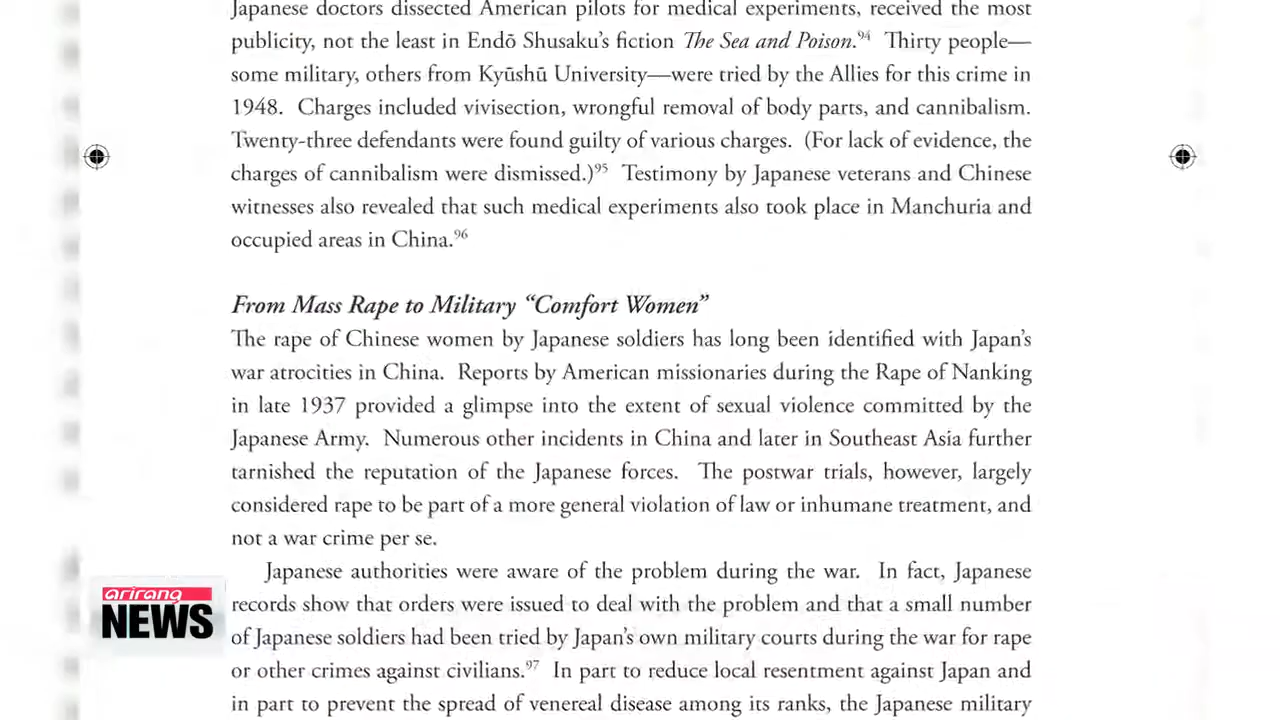 Japanese doctors dissected American pilots for medical experiments, received the most
publicity, not the least in Endō Shusaku's fiction The Sea and Poison.94 Thirty people—
some military, others from Kyūshū University—were tried by the Allies for this crime in
1948. Charges included vivisection, wrongful removal of body parts, and cannibalism.
Twenty-three defendants were found guilty of various charges. (For lack of evidence, the
charges of cannibalism were dismissed.)95 Testimony by Japanese veterans and Chinese
witnesses also revealed that such medical experiments also took place in Manchuria and
occupied areas in China.96
From Mass Rape to Military “Comfort Women”
The rape of Chinese women by Japanese soldiers has long been identified with Japan's
war atrocities in China. Reports by American missionaries during the Rape of Nanking
in late 1937 provided a glimpse into the extent of sexual violence committed by the
Japanese Army. Numerous other incidents in China and later in Southeast Asia further
tarnished the reputation of the Japanese forces. The postwar trials, however, largely
considered rape to be part of a more general violation of law or inhumane treatment, and
not a war crime per se.
Japanese authorities were aware of the problem during the war. In fact, Japanese
records show that orders were issued to deal with the problem and that a small number
of Japanese soldiers had been tried by Japan's own military courts during the war for rape
or other crimes against civilians.97 In part to reduce local resentment against Japan and
in part to prevent the spread of venereal disease among its ranks, the Japanese military
arirang
NEWS